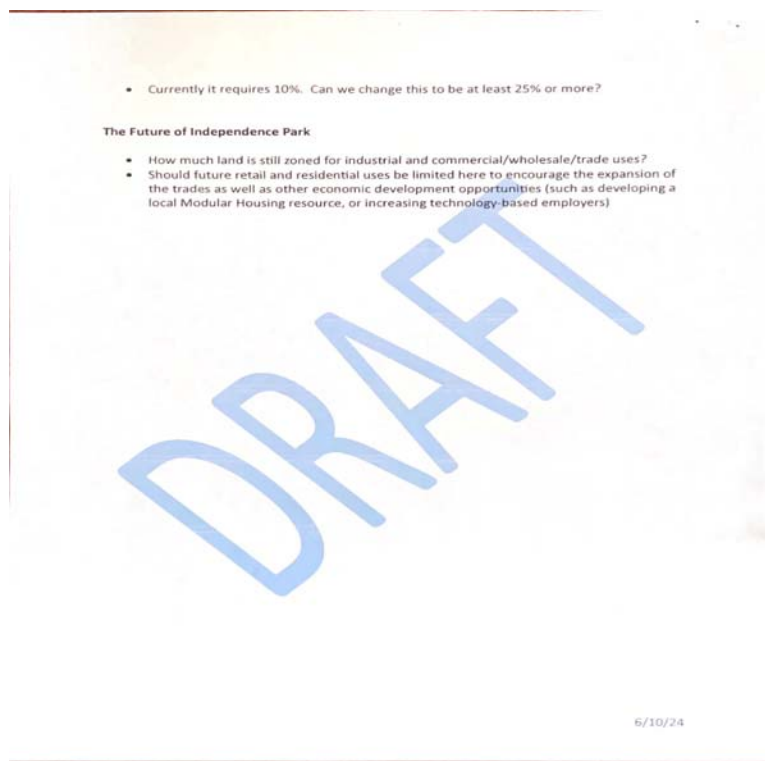 • Currently it requires 10%.  Can we change this to be at least 25% or more?
The Future of Independence Park
• How much land is still zoned for industrial and commercial/wholesale/trade uses?
• Should future retail and residential uses be limited here to encourage the expansion of
the trades as well as other economic development opportunities (such as developing a
local Modular Housing resource, or increasing technology-based employers)
DRAFT
6/10/24